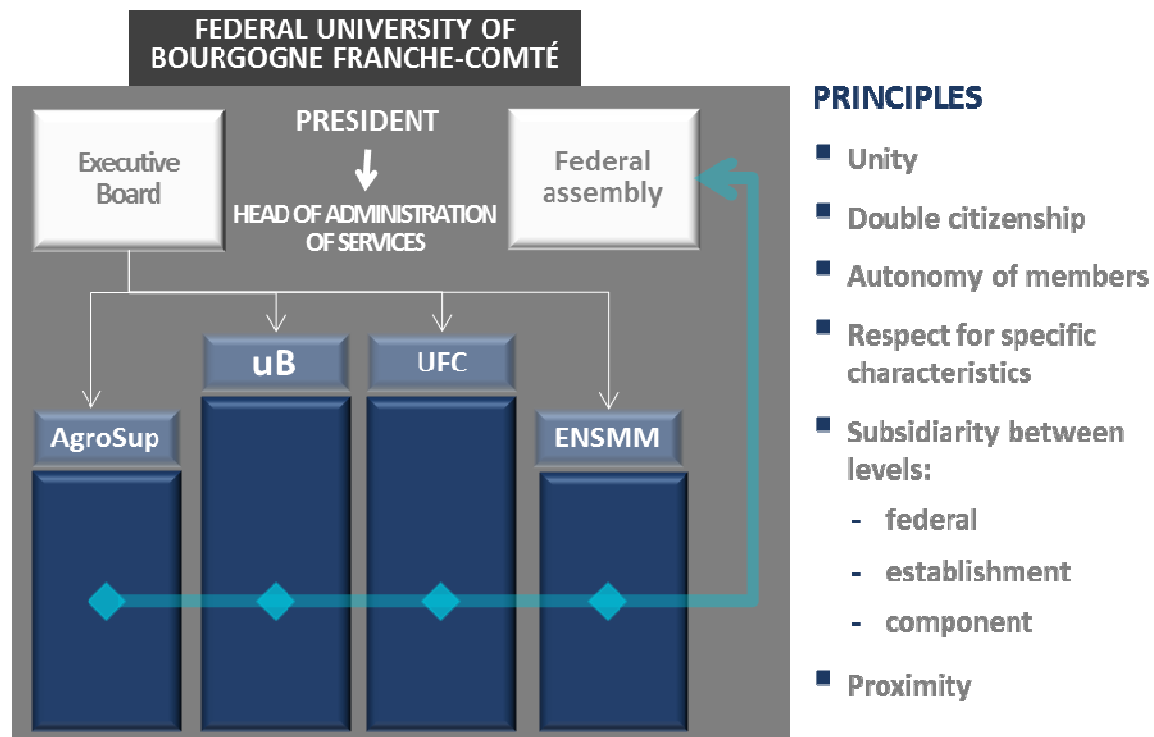 FEDERAL UNIVERSITY OF
BOURGOGNE FRANCHE-COMTÉ
Executive
Board
PRESIDENT
HEAD OF ADMINISTRATION
OF SERVICES
Federal
assembly
AgroSup
uB
UFC
ENSMM
PRINCIPLES
▪ Unity
▪ Double citizenship
▪ Autonomy of members
▪ Respect for specific
characteristics
▪ Subsidiarity between
levels:
- federal
- establishment
- component
▪ Proximity